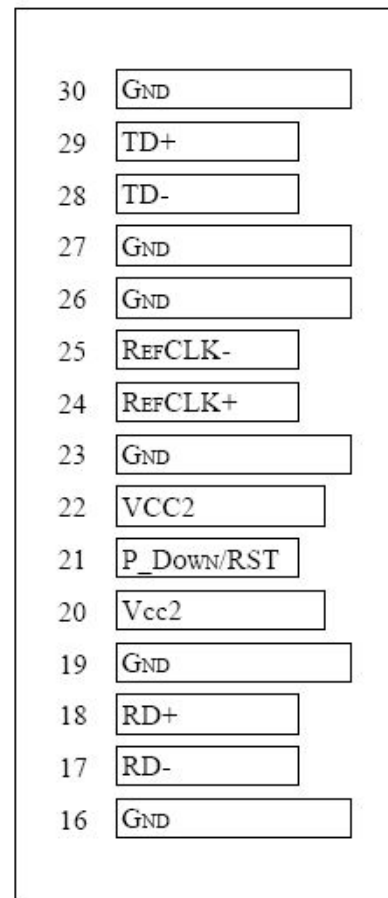 30 GND
29 TD+
28 TD-
27 GND
26 GND
25 REFCLK-
24 REFCLK+
23 GND
22 VCC2
21 P_DOWN/RST
20 Vcc2
19 GND
18 RD+
17 RD-
16 GND